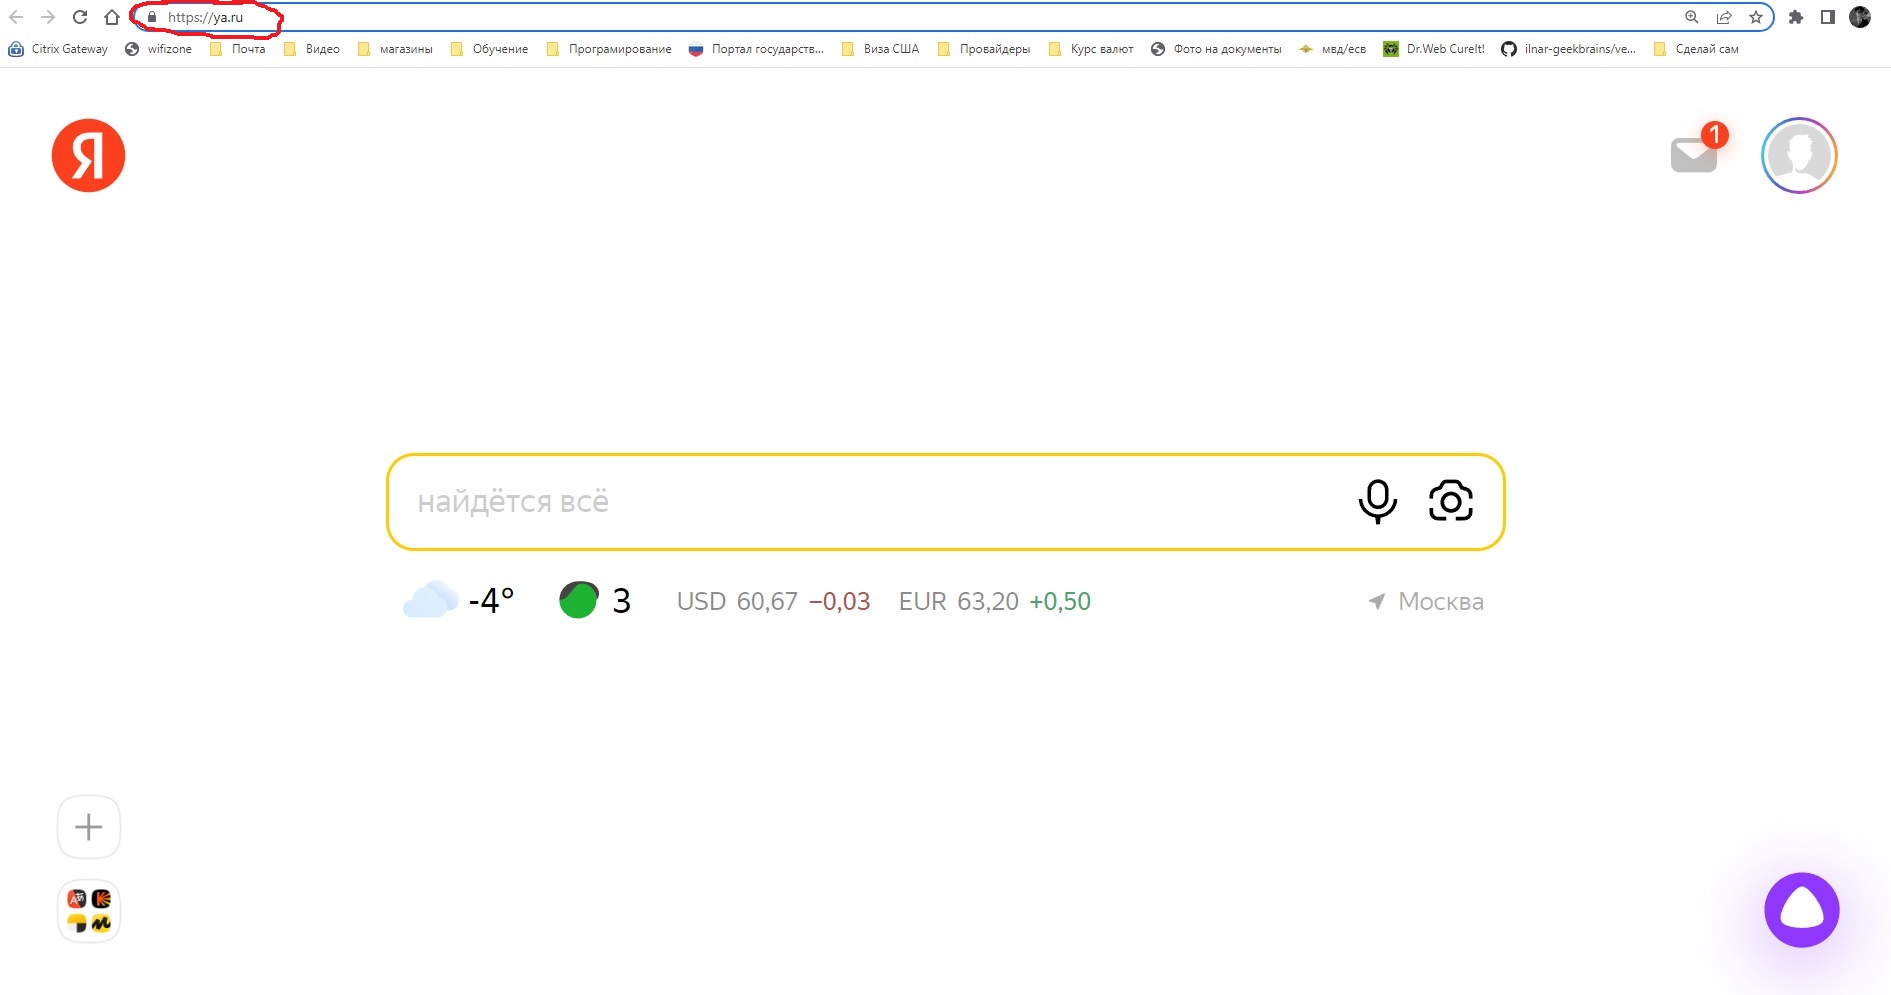 https://ya.ru
Citrix Gateway wifizone Почта Видео магазины Обучение Програмирование Портал государств... Виза США Провайдеры Курс валют Фото на документы мвд/есв Dr.Web CureIt! ilnar-geekbrains/ve... Сделай сам
Я 1
найдётся всё
-4° 3 USD 60,67 −0,03 EUR 63,20 +0,50 Москва